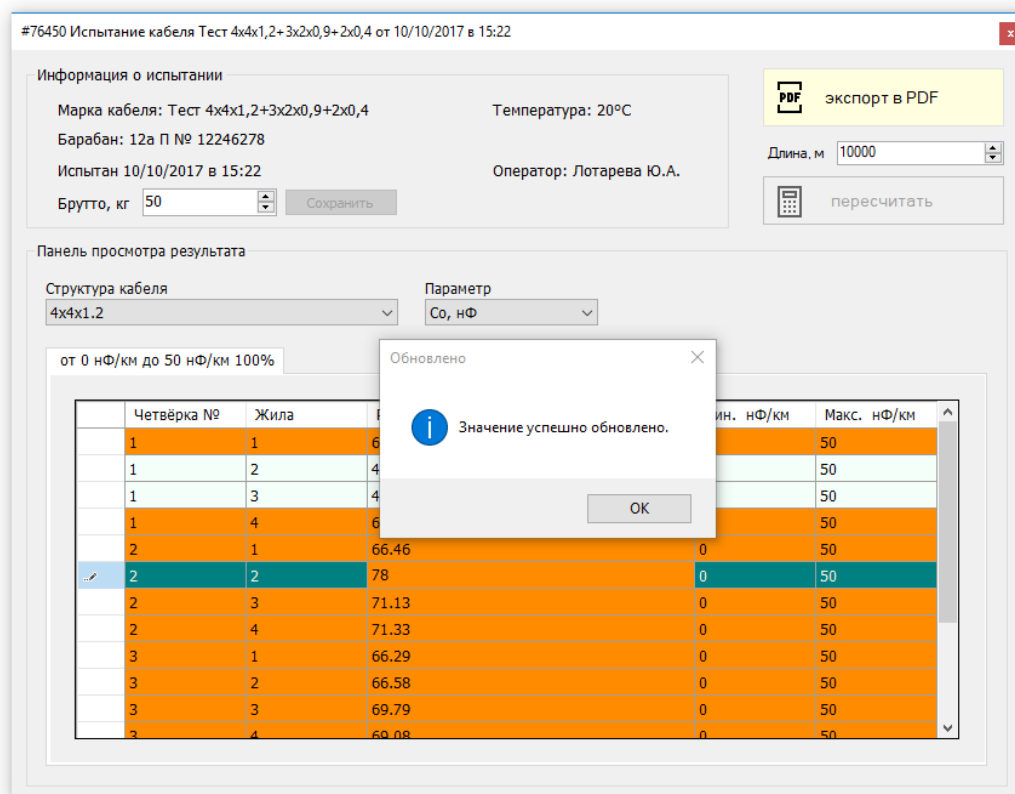 #76450 Испытание кабеля Тест 4х4х1,2+3х2х0,9+2х0,4 от 10/10/2017 в 15:22
x
Информация о испытании
Марка кабеля: Тест 4х4х1,2+3х2х0,9+2х0,4 Температура: 20°C
Барабан: 12а П № 12246278
Испытан 10/10/2017 в 15:22 Оператор: Лотарева Ю.А.
Брутто, кг 50 Сохранить
PDF экспорт в PDF
Длина, м 10000
пересчитать
Панель просмотра результата
Структура кабеля Параметр
4х4х1.2 Со, нФ
от 0 нФ/км до 50 нФ/км 100%
Обновлено
Значение успешно обновлено.
OK
Четвёрка № Жила нФ/км Макс. нФ/км
1 1 50
1 2 50
1 3 50
1 4 50
2 1 66.46 0 50
2 2 78 0 50
2 3 71.13 0 50
2 4 71.33 0 50
3 1 66.29 0 50
3 2 66.58 0 50
3 3 69.79 0 50
3 4 69.08 0 50